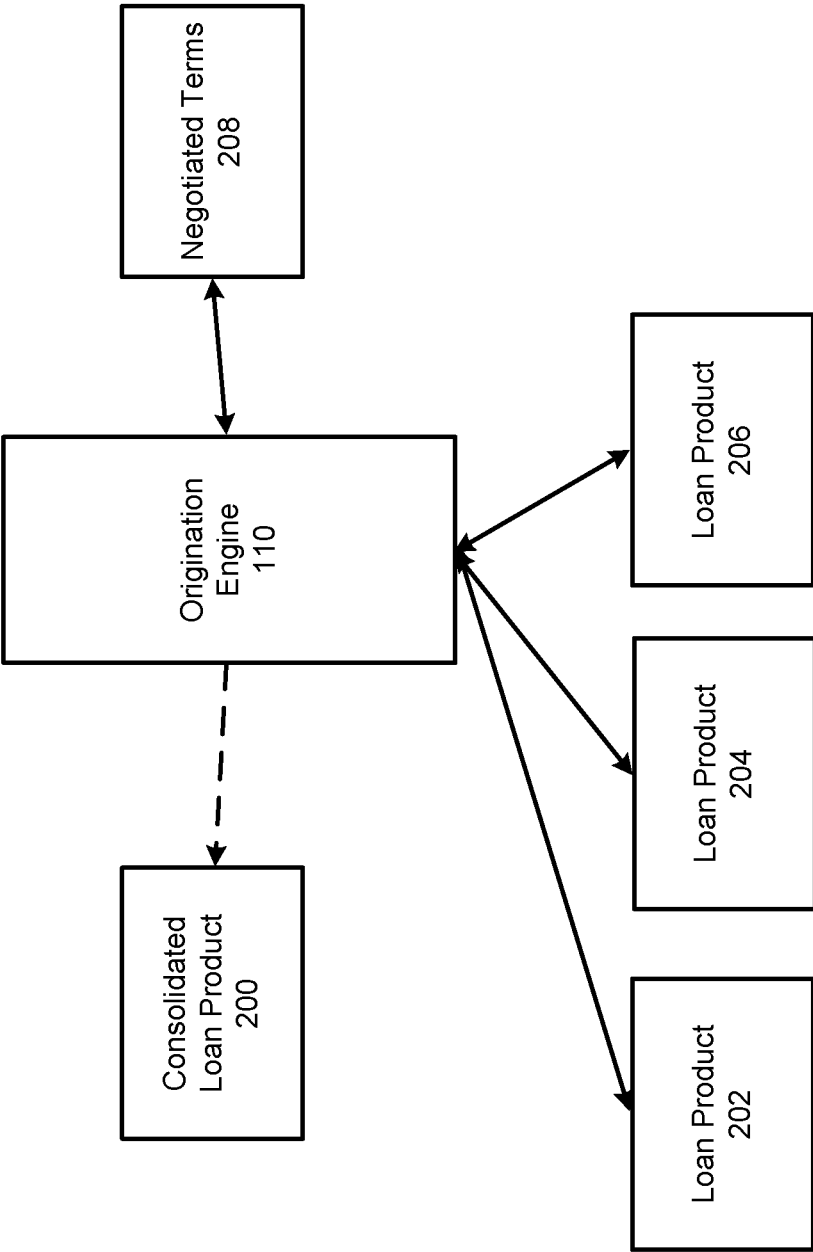 Consolidated
Loan Product
200
Origination
Engine
110
Negotiated Terms
208
Loan Product
202
Loan Product
204
Loan Product
206